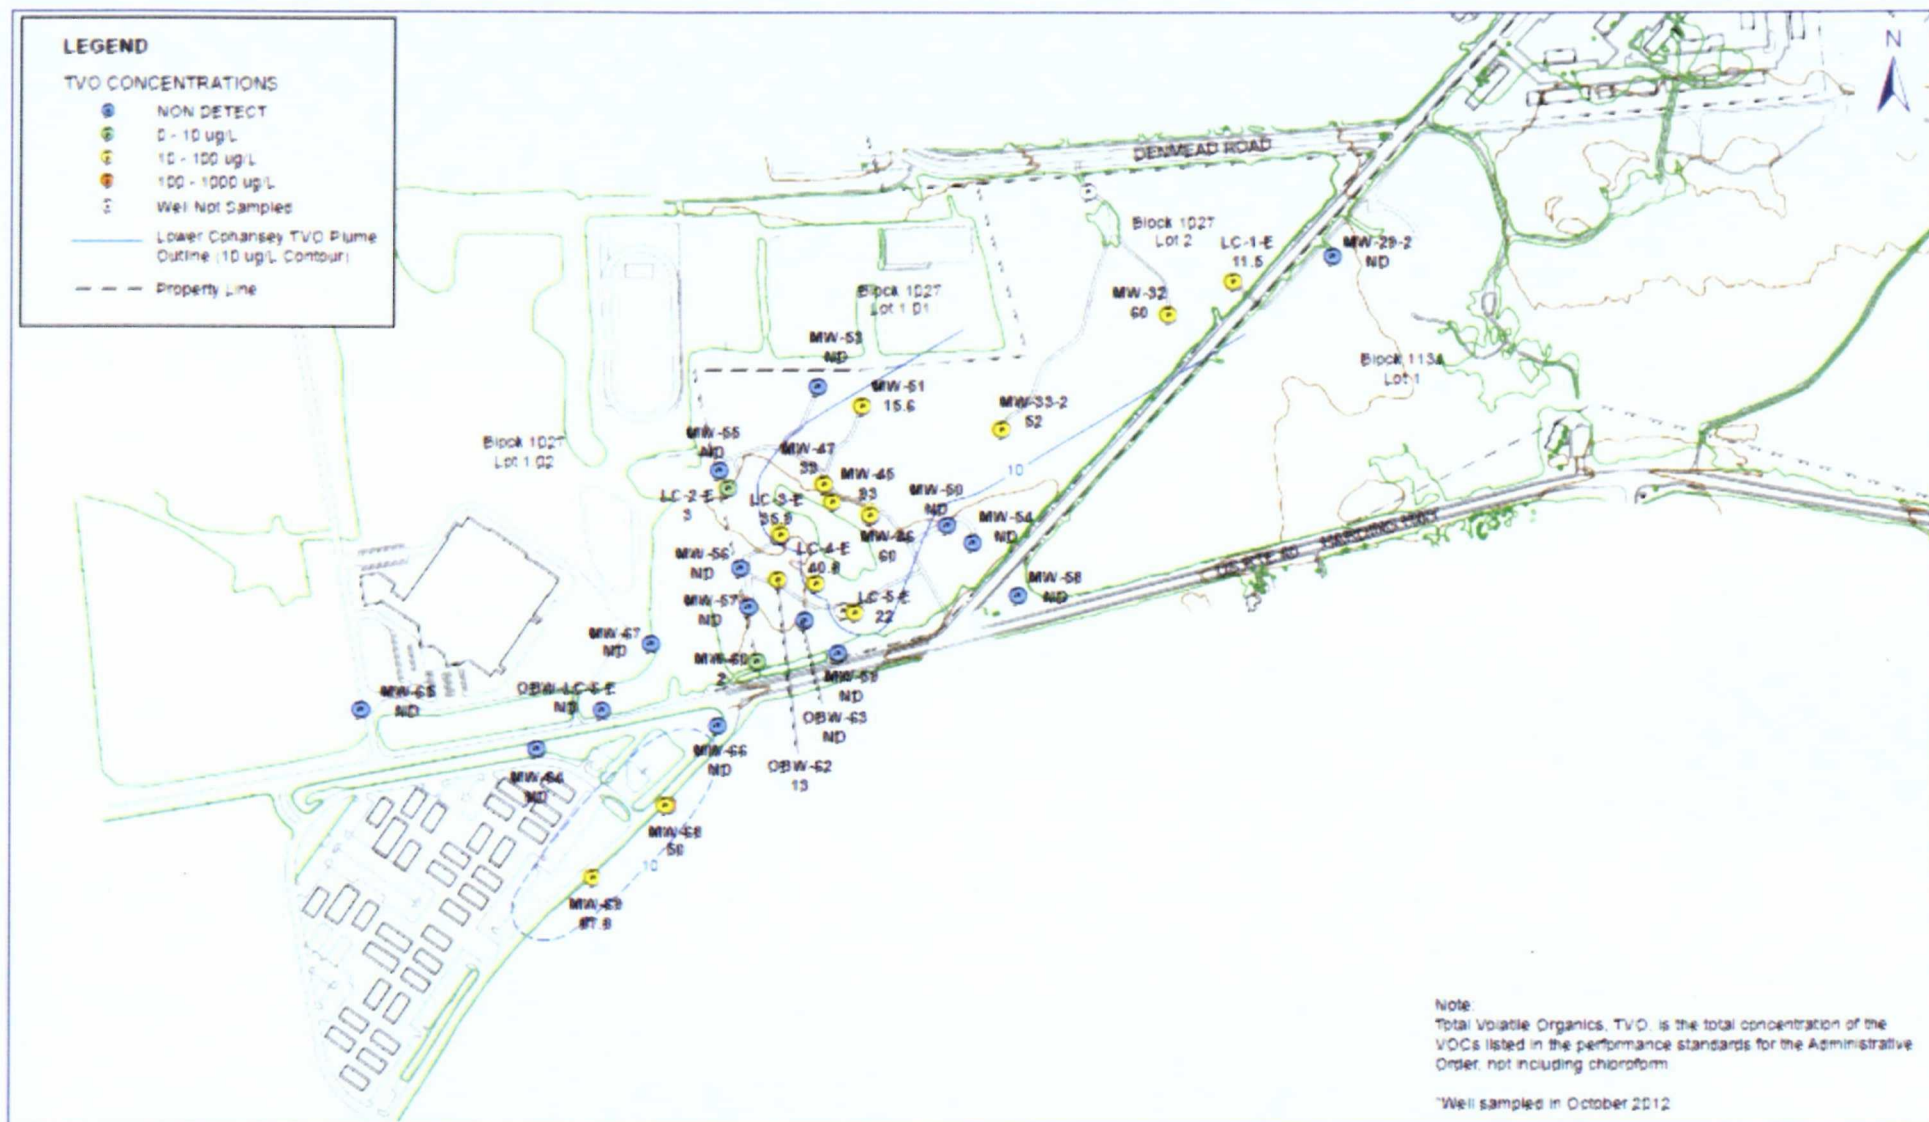 LEGEND
TVO CONCENTRATIONS
NON DETECT
0 - 10 ug/L
10 - 100 ug/L
100 - 1000 ug/L
Well Not Sampled
Lower Cohansey TVO Plume
Outline (10 ug/L Contour)
Property Line
N
DENMEAD ROAD
Block 1027
Lot 2
LC-1-E
11.5
MW-29-2
ND
MW-32
60
Block 1027
Lot 1.01
MW-53
ND
MW-51
15.6
MW-33-2
52
Block 1134
Lot 1
Block 1027
Lot 1.02
MW-55
ND
MW-47
39
MW-45
93
MW-50
ND
10
LC-2-E
3
LC-3-E
35.9
MW-54
ND
MW-46
60
LC-4-E
40.8
MW-56
ND
MW-58
ND
MW-57
ND
LC-5-E
22
MW-67
ND
MW-60
2
MW-59
ND
MW-65
ND
OBW-LC-5-E
ND
OBW-63
ND
MW-66
ND
OBW-62
13
MW-64
ND
MW-68
56
10
MW-69
67.8
Note:
Total Volatile Organics, TVO, is the total concentration of the
VOCs listed in the performance standards for the Administrative
Order, not including chloroform
*Well sampled in October 2012